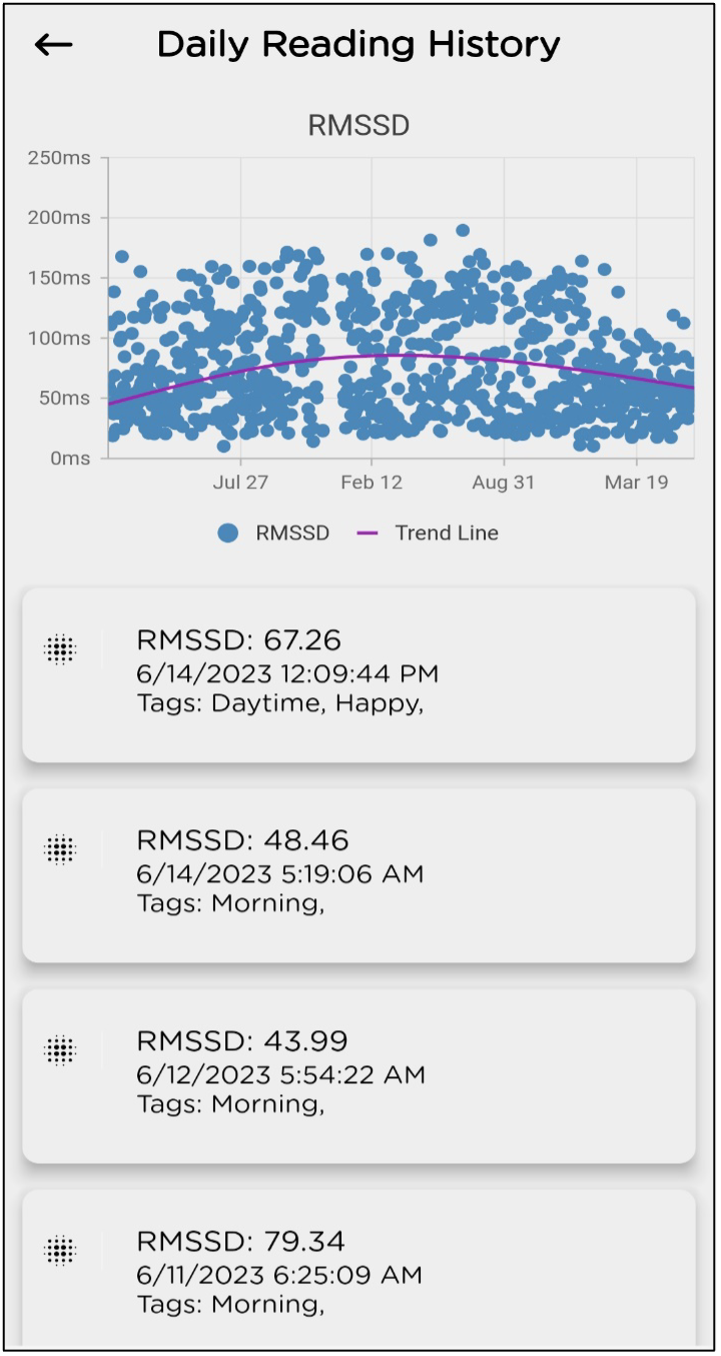 Daily Reading History
RMSSD
250ms
200ms
150ms
100ms
50ms
0ms
Jul 27 Feb 12 Aug 31 Mar 19
RMSSD Trend Line
RMSSD: 67.26
6/14/2023 12:09:44 PM
Tags: Daytime, Happy,
RMSSD: 48.46
6/14/2023 5:19:06 AM
Tags: Morning,
RMSSD: 43.99
6/12/2023 5:54:22 AM
Tags: Morning,
RMSSD: 79.34
6/11/2023 6:25:09 AM
Tags: Morning,